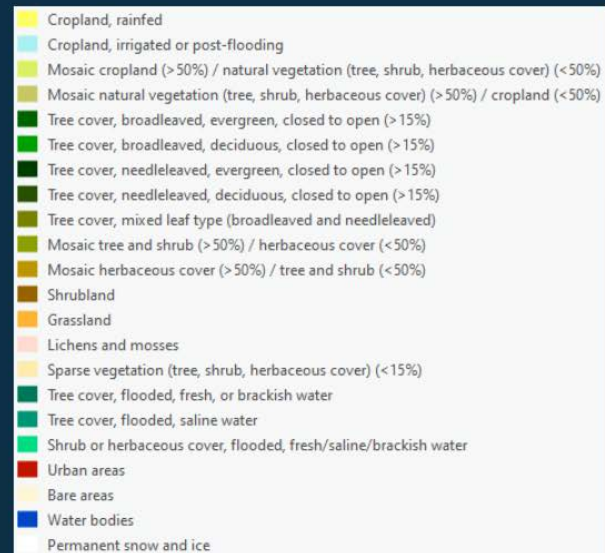 Cropland, rainfed
Cropland, irrigated or post-flooding
Mosaic cropland (>50%) / natural vegetation (tree, shrub, herbaceous cover) (<50%)
Mosaic natural vegetation (tree, shrub, herbaceous cover) (>50%) / cropland (<50%)
Tree cover, broadleaved, evergreen, closed to open (>15%)
Tree cover, broadleaved, deciduous, closed to open (>15%)
Tree cover, needleleaved, evergreen, closed to open (>15%)
Tree cover, needleleaved, deciduous, closed to open (>15%)
Tree cover, mixed leaf type (broadleaved and needleleaved)
Mosaic tree and shrub (>50%) / herbaceous cover (<50%)
Mosaic herbaceous cover (>50%) / tree and shrub (<50%)
Shrubland
Grassland
Lichens and mosses
Sparse vegetation (tree, shrub, herbaceous cover) (<15%)
Tree cover, flooded, fresh, or brackish water
Tree cover, flooded, saline water
Shrub or herbaceous cover, flooded, fresh/saline/brackish water
Urban areas
Bare areas
Water bodies
Permanent snow and ice